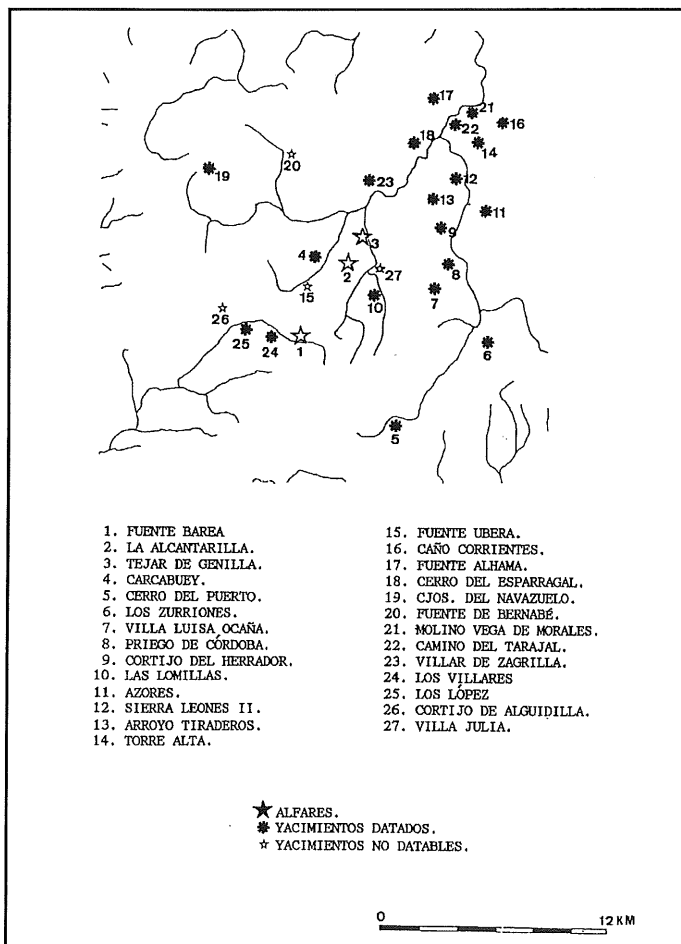 17
21
16
22
18
14
20
19
23
12
13
11
9
3
4
2
27
8
15
7
10
26
25
24
1
6
5
1. FUENTE BAREA
2. LA ALCANTARILLA.
3. TEJAR DE GENILLA.
4. CARCABUEY.
5. CERRO DEL PUERTO.
6. LOS ZURRIONES.
7. VILLA LUISA OCAÑA.
8. PRIEGO DE CÓRDOBA.
9. CORTIJO DEL HERRADOR.
10. LAS LOMILLAS.
11. AZORES.
12. SIERRA LEONES II.
13. ARROYO TIRADEROS.
14. TORRE ALTA.
15. FUENTE UBERA.
16. CAÑO CORRIENTES.
17. FUENTE ALHAMA.
18. CERRO DEL ESPARRAGAL.
19. CJOS. DEL NAVAZUELO.
20. FUENTE DE BERNABÉ.
21. MOLINO VEGA DE MORALES.
22. CAMINO DEL TARAJAL.
23. VILLAR DE ZAGRILLA.
24. LOS VILLARES
25. LOS LÓPEZ
26. CORTIJO DE ALGUIDILLA.
27. VILLA JULIA.
ALFARES.
YACIMIENTOS DATADOS.
YACIMIENTOS NO DATABLES.
0 12 KM